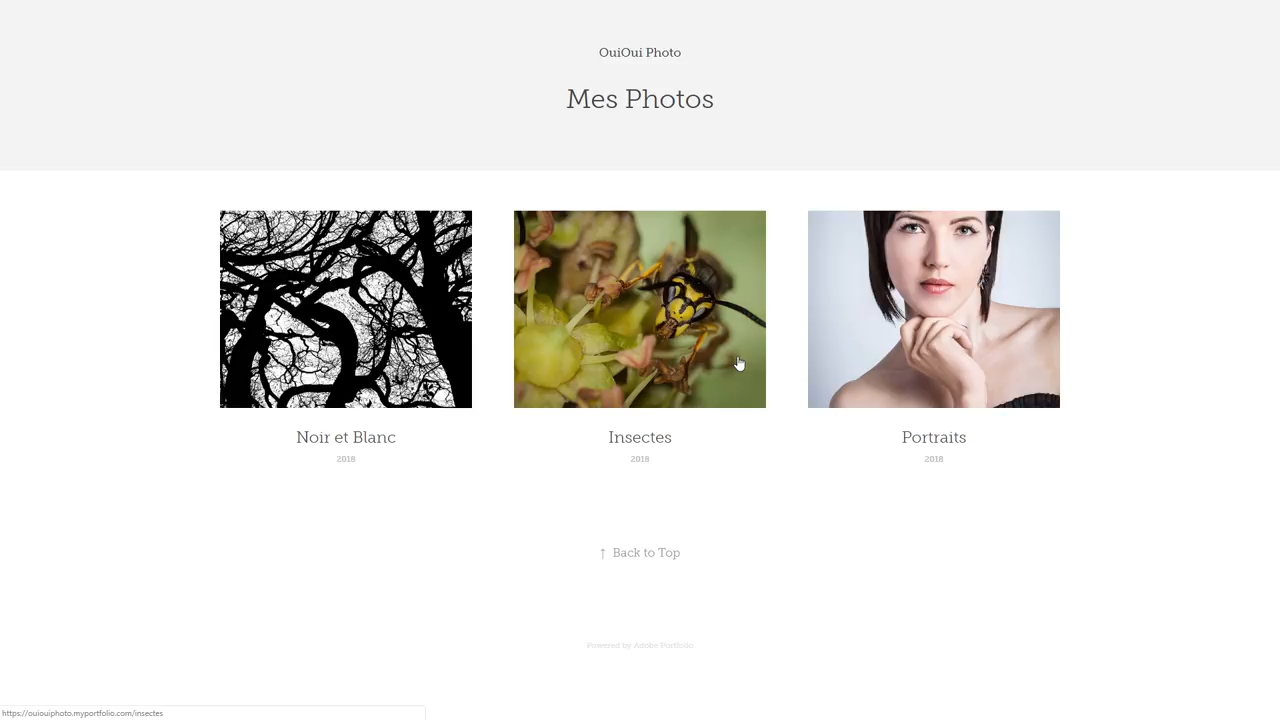 OuiOui Photo
Mes Photos
Noir et Blanc
2018
Insectes
2018
Portraits
2018
↑ Back to Top
Powered by Adobe Portfolio
https://ouiouiphoto.myportfolio.com/insectes